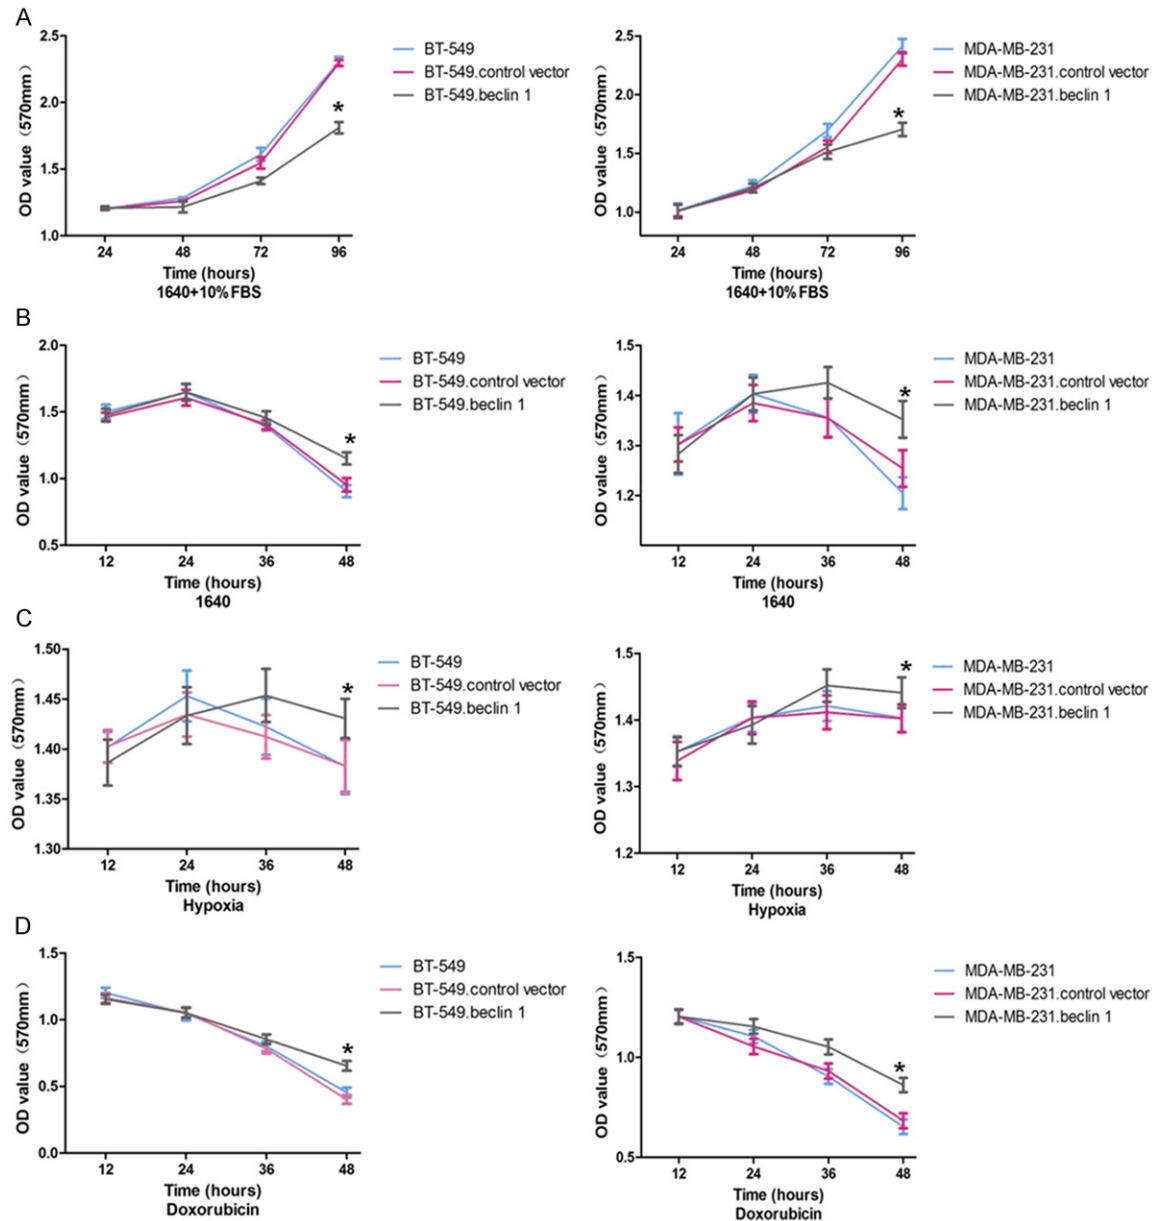 A
2.5
2.0
1.5
1.0
OD value（570mm）
24 48 72 96
Time (hours)
1640+10% FBS
BT-549
BT-549.control vector
BT-549.beclin 1
*
2.5
2.0
1.5
1.0
OD value（570mm）
24 48 72 96
Time (hours)
1640+10% FBS
MDA-MB-231
MDA-MB-231.control vector
MDA-MB-231.beclin 1
*
B
2.0
1.5
1.0
0.5
OD value（570mm）
12 24 36 48
Time (hours)
1640
BT-549
BT-549.control vector
BT-549.beclin 1
*
1.5
1.4
1.3
1.2
OD value（570mm）
12 24 36 48
Time (hours)
1640
MDA-MB-231
MDA-MB-231.control vector
MDA-MB-231.beclin 1
*
C
1.50
1.45
1.40
1.35
1.30
OD value（570mm）
12 24 36 48
Time (hours)
Hypoxia
BT-549
BT-549.control vector
BT-549.beclin 1
*
1.5
1.4
1.3
1.2
OD value（570mm）
12 24 36 48
Time (hours)
Hypoxia
MDA-MB-231
MDA-MB-231.control vector
MDA-MB-231.beclin 1
*
D
1.5
1.0
0.5
0.0
OD value（570mm）
12 24 36 48
Time (hours)
Doxorubicin
BT-549
BT-549.control vector
BT-549.beclin 1
*
1.5
1.0
0.5
OD value（570mm）
12 24 36 48
Time (hours)
Doxorubicin
MDA-MB-231
MDA-MB-231.control vector
MDA-MB-231.beclin 1
*